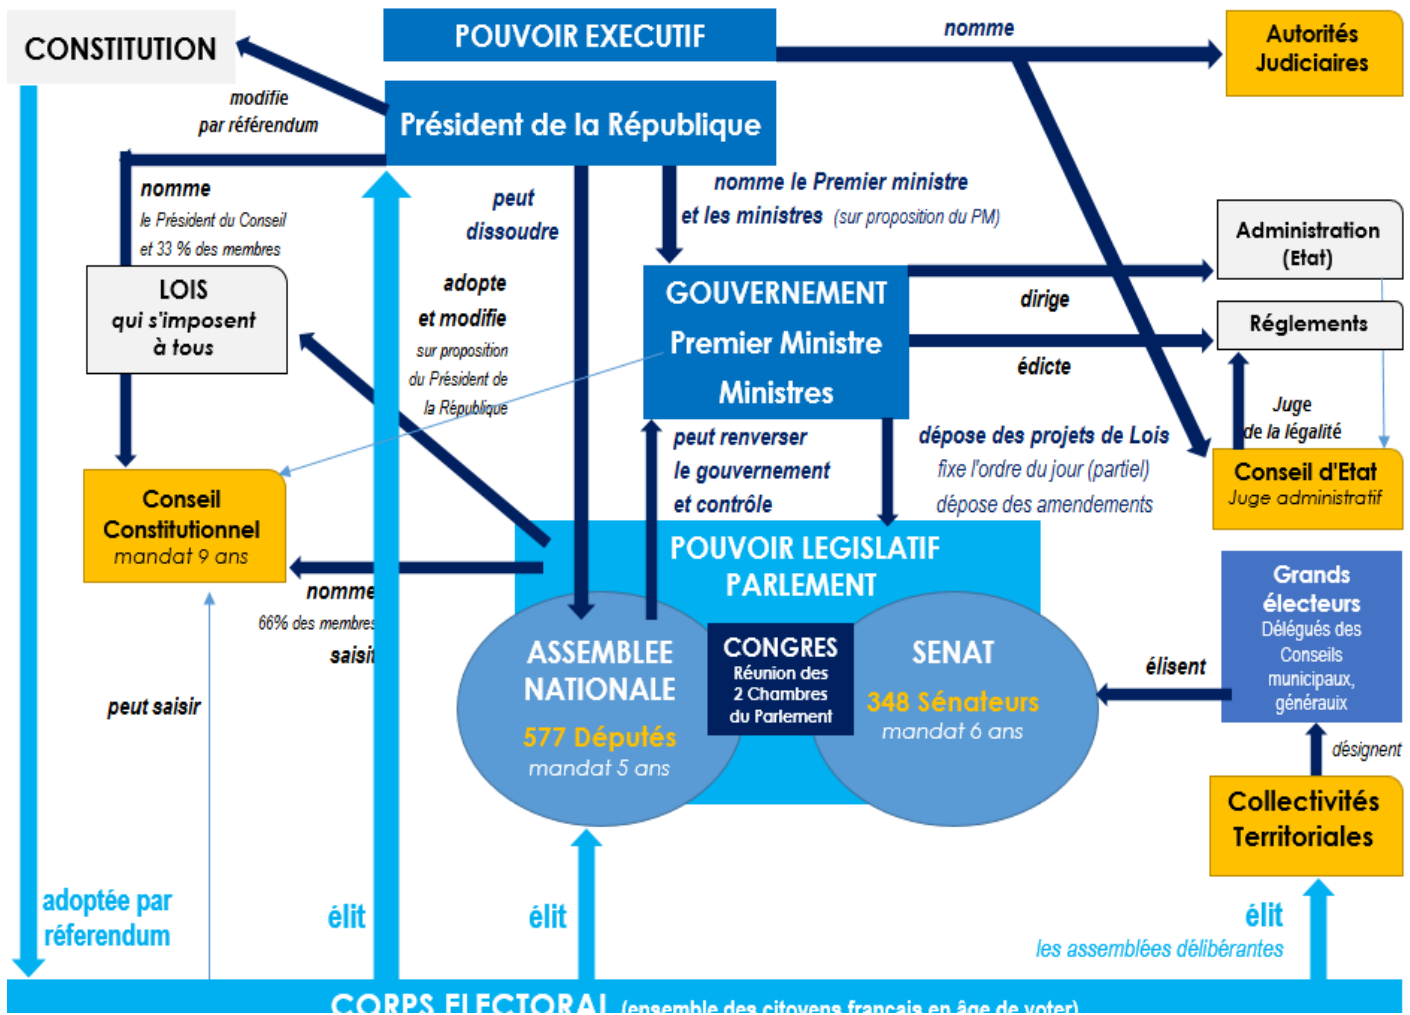 CONSTITUTION
POUVOIR EXECUTIF
nomme
Autorités
Judiciaires
modifie
par référendum
Président de la République
nomme
le Président du Conseil
et 33 % des membres
peut
dissoudre
nomme le Premier ministre
et les ministres (sur proposition du PM)
Administration
(Etat)
LOIS
qui s'imposent
à tous
adopte
et modifie
sur proposition
du Président de
la République
GOUVERNEMENT
Premier Ministre
Ministres
dirige
édicte
Réglements
Juge
de la légalité
peut renverser
le gouvernement
et contrôle
dépose des projets de Lois
fixe l'ordre du jour (partiel)
dépose des amendements
Conseil d'Etat
Juge administratif
Conseil
Constitutionnel
mandat 9 ans
POUVOIR LEGISLATIF
PARLEMENT
nomme
66% des membres
saisit
peut saisir
ASSEMBLEE
NATIONALE
577 Députés
mandat 5 ans
CONGRES
Réunion des
2 Chambres
du Parlement
SENAT
348 Sénateurs
mandat 6 ans
élisent
Grands
électeurs
Délégués des
Conseils
municipaux,
générauix
désignent
Collectivités
Territoriales
adoptée par
réferendum
élit
élit
élit
les assemblées délibérantes
CORPS ELECTORAL (ensemble des citoyens français en âge de voter)